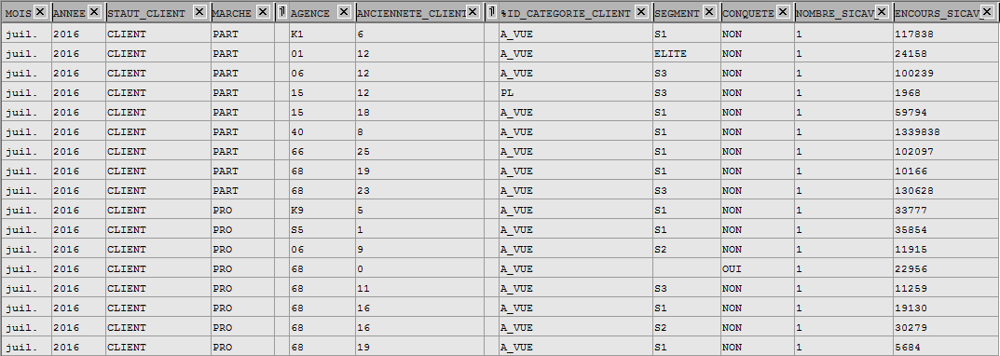 MOIS ANNEE STAUT_CLIENT MARCHE AGENCE ANCIENNETE_CLIENT %ID_CATEGORIE_CLIENT SEGMENT CONQUETE NOMBRE_SICAV_ ENCOURS_SICAV_
juil. 2016 CLIENT PART K1 6 A_VUE S1 NON 1 117838
juil. 2016 CLIENT PART 01 12 A_VUE ELITE NON 1 24158
juil. 2016 CLIENT PART 06 12 A_VUE S3 NON 1 100239
juil. 2016 CLIENT PART 15 12 PL S3 NON 1 1968
juil. 2016 CLIENT PART 15 18 A_VUE S1 NON 1 59794
juil. 2016 CLIENT PART 40 8 A_VUE S1 NON 1 1339838
juil. 2016 CLIENT PART 66 25 A_VUE S1 NON 1 102097
juil. 2016 CLIENT PART 68 19 A_VUE S1 NON 1 10166
juil. 2016 CLIENT PART 68 23 A_VUE S3 NON 1 130628
juil. 2016 CLIENT PRO K9 5 A_VUE S1 NON 1 33777
juil. 2016 CLIENT PRO S5 1 A_VUE S1 NON 1 35854
juil. 2016 CLIENT PRO 06 9 A_VUE S2 NON 1 11915
juil. 2016 CLIENT PRO 68 0 A_VUE OUI 1 22956
juil. 2016 CLIENT PRO 68 11 A_VUE S3 NON 1 11259
juil. 2016 CLIENT PRO 68 16 A_VUE S1 NON 1 19130
juil. 2016 CLIENT PRO 68 16 A_VUE S2 NON 1 30279
juil. 2016 CLIENT PRO 68 19 A_VUE S1 NON 1 5684